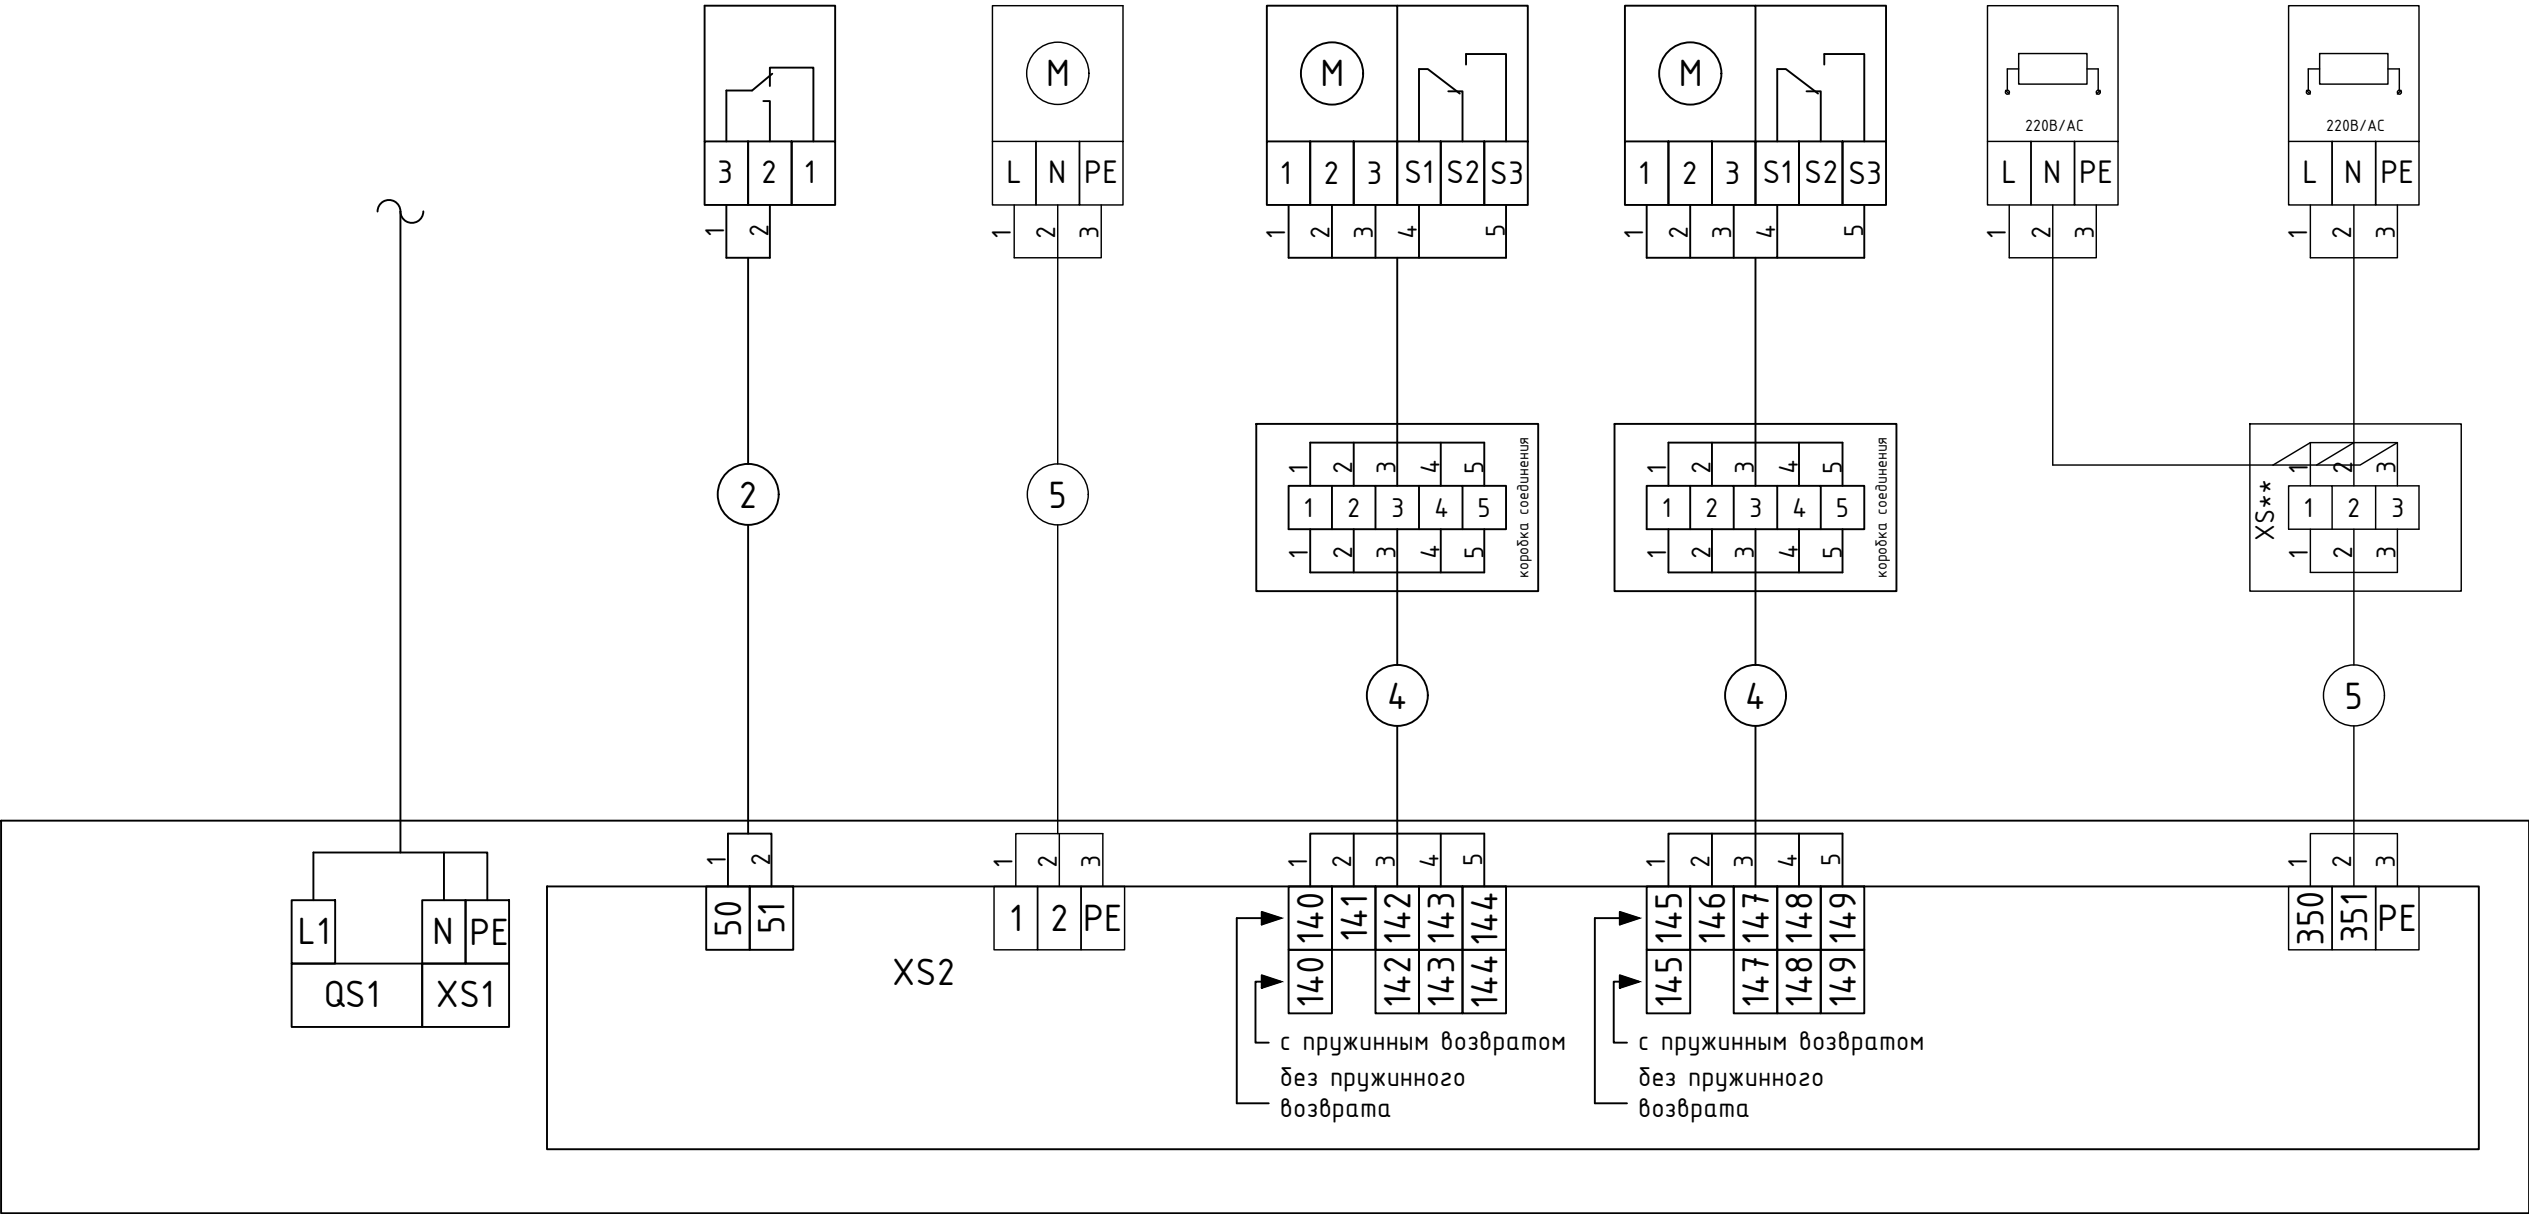 M
M
M
220В/AC
220В/AC
3 2 1
L N PE
1 2 3 S1 S2 S3
1 2 3 S1 S2 S3
L N PE
L N PE
1 2
1 2 3
1 2 3 4 5
1 2 3 4 5
1 2 3
1 2 3
2
5
1 2 3 4 5
1 2 3 4 5
1 2 3 4 5
коробка соединения
1 2 3 4 5
1 2 3 4 5
1 2 3 4 5
коробка соединения
XS**
1 2 3
1 2 3
1 2 3
4
4
5
1 2
1 2 3
1 2 3 4 5
1 2 3 4 5
1 2 3
L1 N PE
QS1 XS1
50 51
XS2
1 2 PE
140 141 142 143 144
140 142 143 144
с пружинным возвратом
без пружинного
возврата
145 146 147 148 149
145 147 148 149
с пружинным возвратом
без пружинного
возврата
350 351 PE